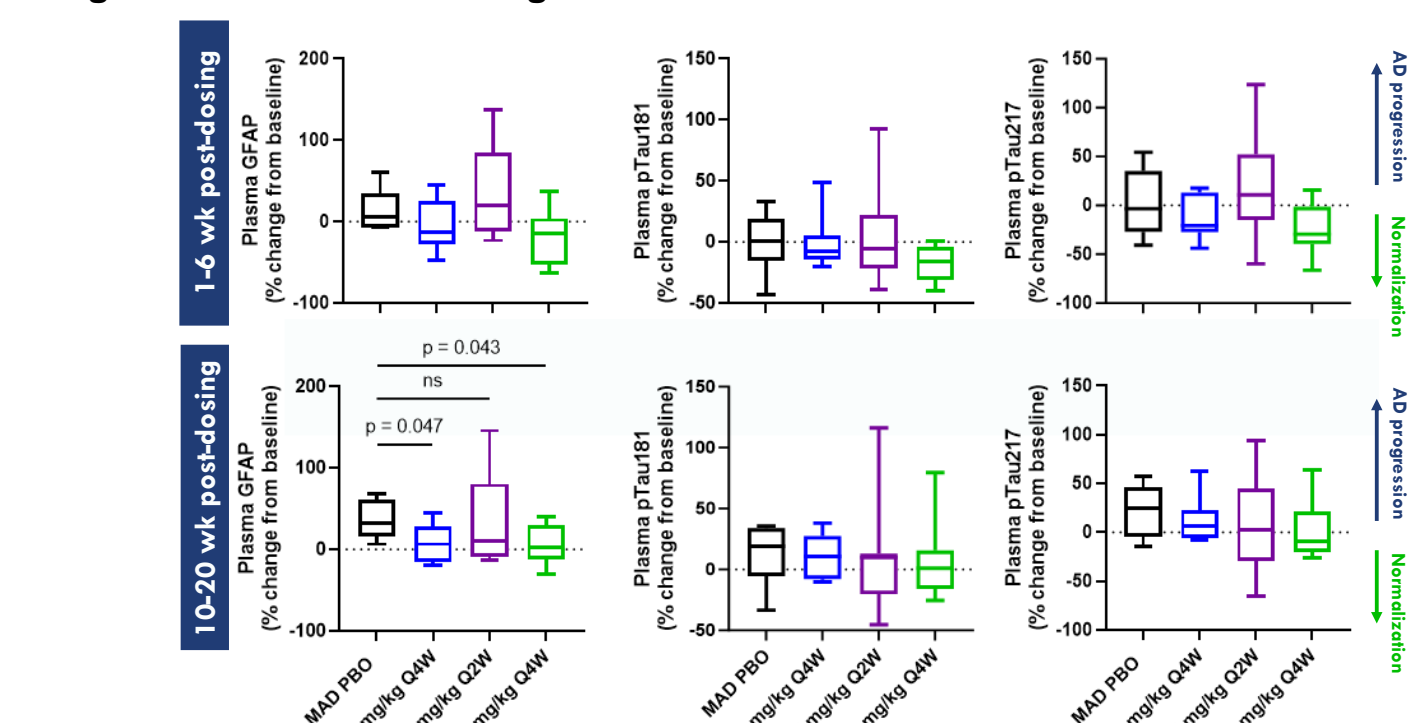 1-6 wk post-dosing
Plasma GFAP
(% change from baseline)
200
100
0
-100
Plasma pTau181
(% change from baseline)
150
100
50
0
-50
Plasma pTau217
(% change from baseline)
150
100
50
0
-50
-100
AD progression
Normalization
10-20 wk post-dosing
Plasma GFAP
(% change from baseline)
200
100
0
-100
p = 0.043
ns
p = 0.047
MAD PBO
mg/kg Q4W
mg/kg Q2W
mg/kg Q4W
Plasma pTau181
(% change from baseline)
150
100
50
0
-50
MAD PBO
mg/kg Q4W
mg/kg Q2W
mg/kg Q4W
Plasma pTau217
(% change from baseline)
150
100
50
0
-50
-100
MAD PBO
mg/kg Q4W
mg/kg Q2W
mg/kg Q4W
AD progression
Normalization